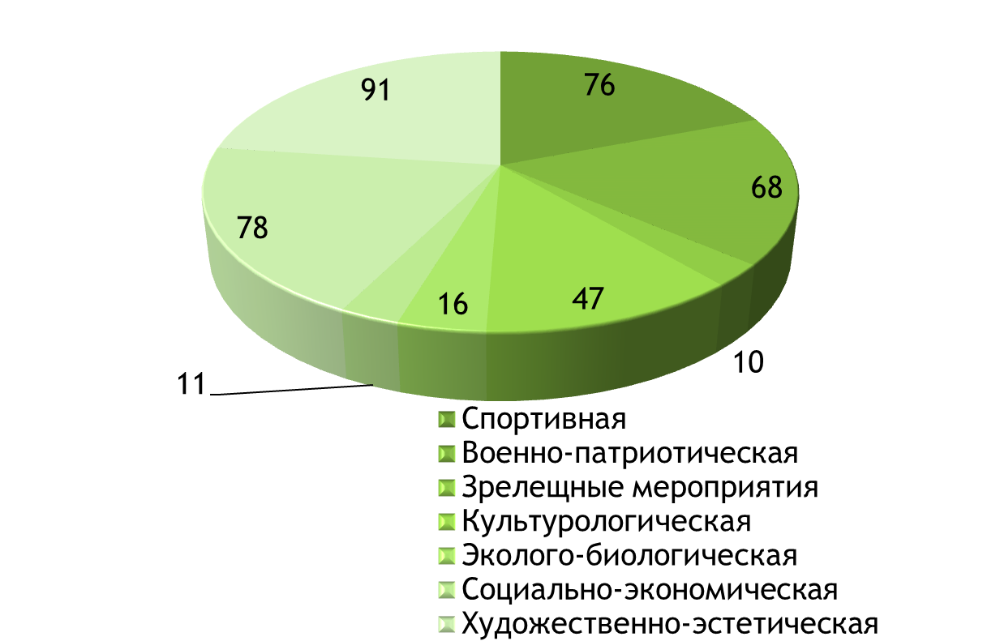 91
76
68
78
16
47
10
11
Спортивная
Военно-патриотическая
Зрелещные мероприятия
Культурологическая
Эколого-биологическая
Социально-экономическая
Художественно-эстетическая